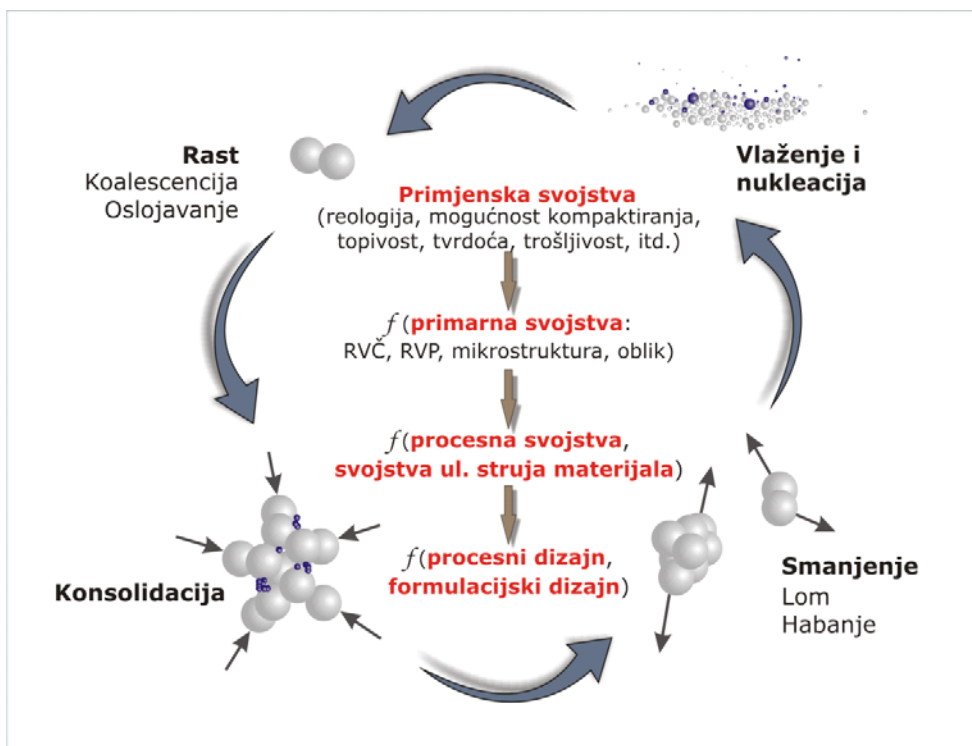 Rast
Koalescencija
Oslojavanje
Vlaženje i
nukleacija
Primjenska svojstva
(reologija, mogućnost kompaktiranja,
topivost, tvrdoća, trošljivost, itd.)
f(primarna svojstva:
RVČ, RVP, mikrostruktura, oblik)
f(procesna svojstva,
svojstva ul. struja materijala)
f(procesni dizajn,
formulacijski dizajn)
Konsolidacija
Smanjenje
Lom
Habanje